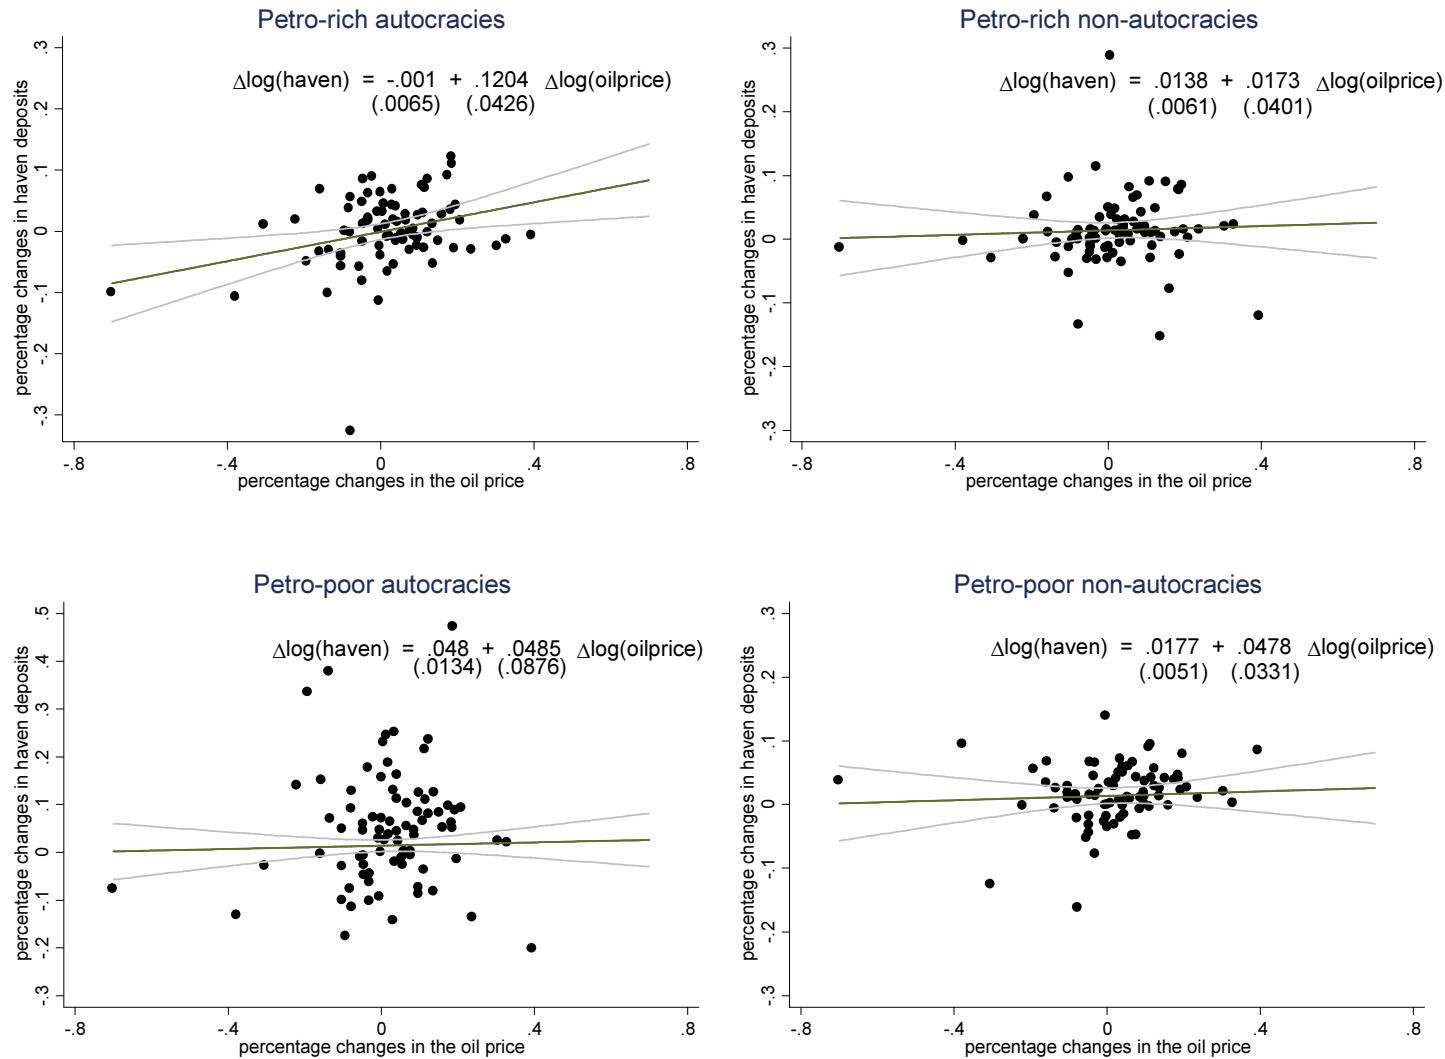 Petro-rich autocracies
Δlog(haven) = -.001 + .1204 Δlog(oilprice)
(.0065) (.0426)
percentage changes in haven deposits
.3
.2
.1
0
-.1
-.2
-.3
-.8 -.4 0 .4 .8
percentage changes in the oil price
Petro-rich non-autocracies
Δlog(haven) = .0138 + .0173 Δlog(oilprice)
(.0061) (.0401)
percentage changes in haven deposits
.3
.2
.1
0
-.1
-.2
-.3
-.8 -.4 0 .4 .8
percentage changes in the oil price
Petro-poor autocracies
Δlog(haven) = .048 + .0485 Δlog(oilprice)
(.0134) (.0876)
percentage changes in haven deposits
.5
.4
.3
.2
.1
0
-.1
-.2
-.3
-.8 -.4 0 .4 .8
percentage changes in the oil price
Petro-poor non-autocracies
Δlog(haven) = .0177 + .0478 Δlog(oilprice)
(.0051) (.0331)
percentage changes in haven deposits
.3
.2
.1
0
-.1
-.2
-.3
-.8 -.4 0 .4 .8
percentage changes in the oil price